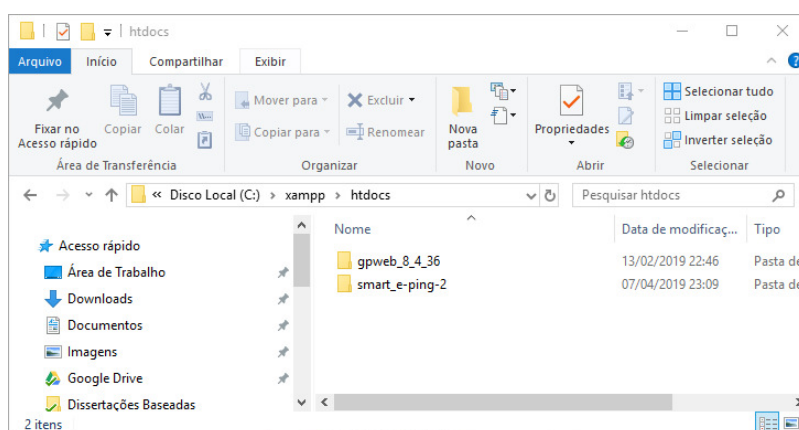 htdocs
Arquivo Início Compartilhar Exibir
Fixar no Acesso rápido
Copiar
Colar
Área de Transferência
Mover para
Copiar para
Excluir
Renomear
Organizar
Nova pasta
Novo
Propriedades
Abrir
Selecionar tudo
Limpar seleção
Inverter seleção
Selecionar
« Disco Local (C:) › xampp › htdocs
Pesquisar htdocs
Acesso rápido
Área de Trabalho
Downloads
Documentos
Imagens
Google Drive
Dissertações Baseadas
Nome Data de modificaç... Tipo
gpweb_8_4_36 13/02/2019 22:46 Pasta de
smart_e-ping-2 07/04/2019 23:09 Pasta de
2 itens